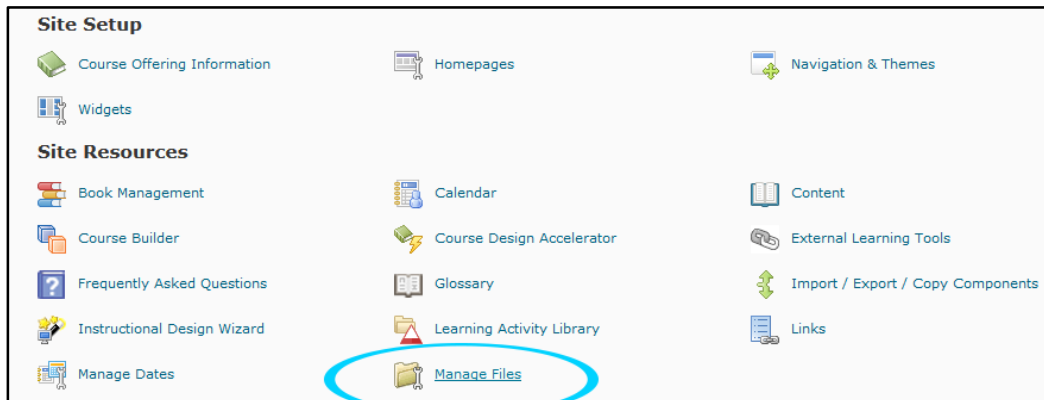 Site Setup
Course Offering Information
Homepages
Navigation & Themes
Widgets
Site Resources
Book Management
Calendar
Content
Course Builder
Course Design Accelerator
External Learning Tools
Frequently Asked Questions
Glossary
Import / Export / Copy Components
Instructional Design Wizard
Learning Activity Library
Links
Manage Dates
Manage Files